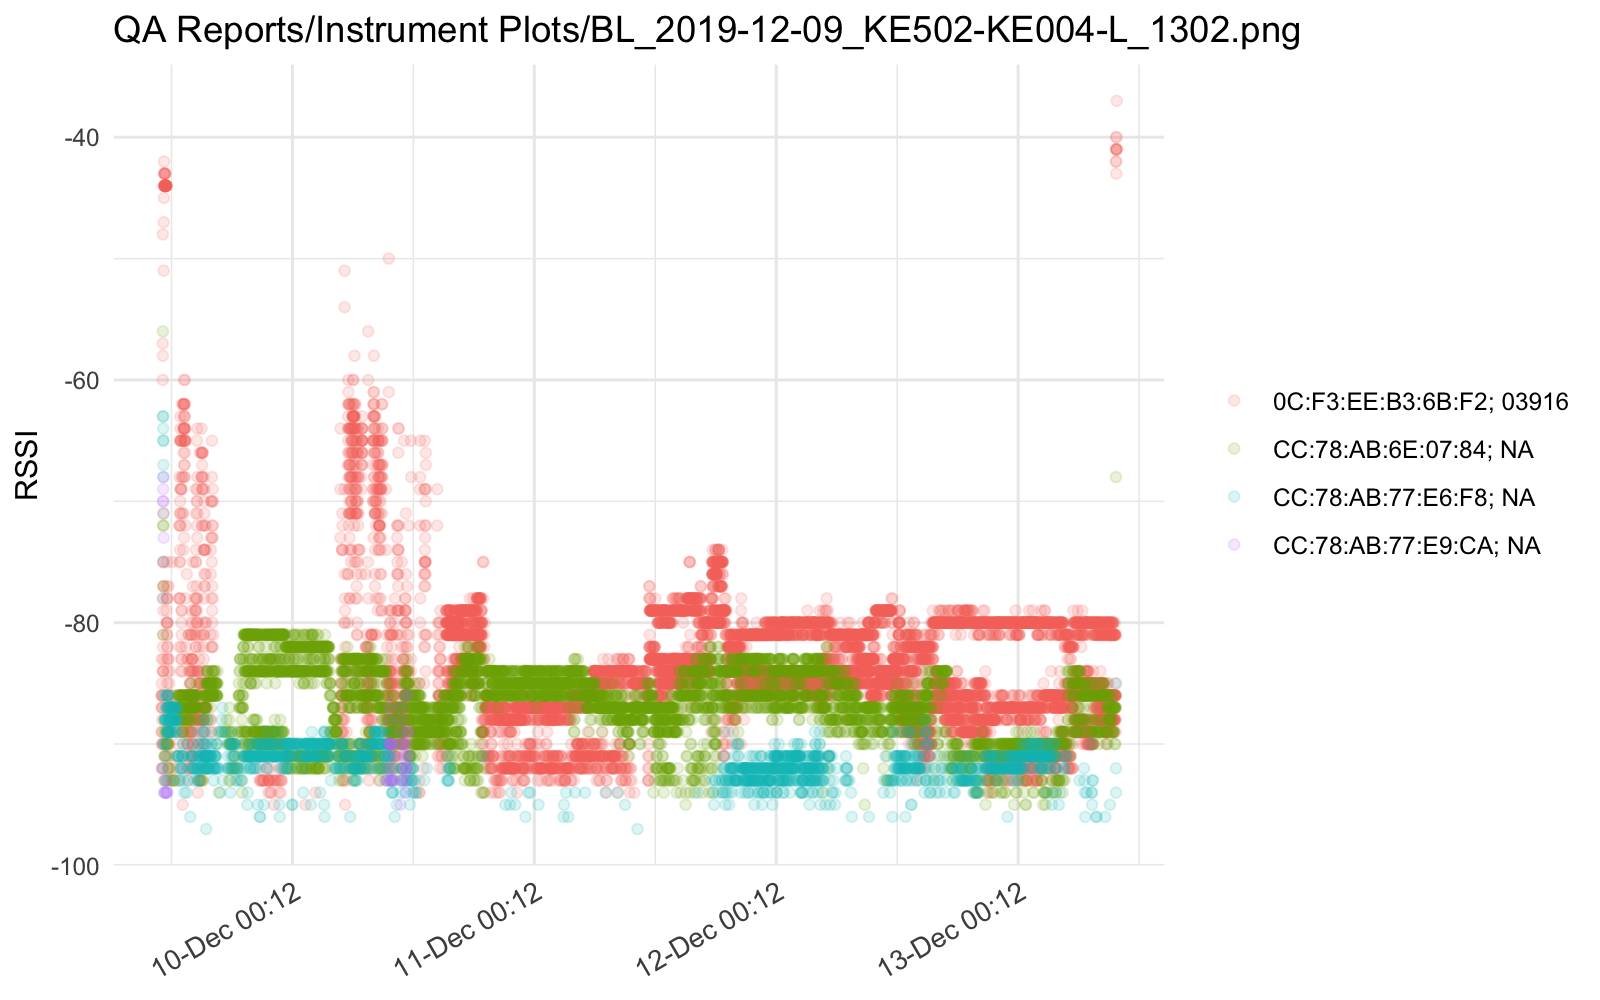 QA Reports/Instrument Plots/BL_2019-12-09_KE502-KE004-L_1302.png
RSSI
-40
-60
-80
-100
10-Dec 00:12
11-Dec 00:12
12-Dec 00:12
13-Dec 00:12
0C:F3:EE:B3:6B:F2; 03916
CC:78:AB:6E:07:84; NA
CC:78:AB:77:E6:F8; NA
CC:78:AB:77:E9:CA; NA